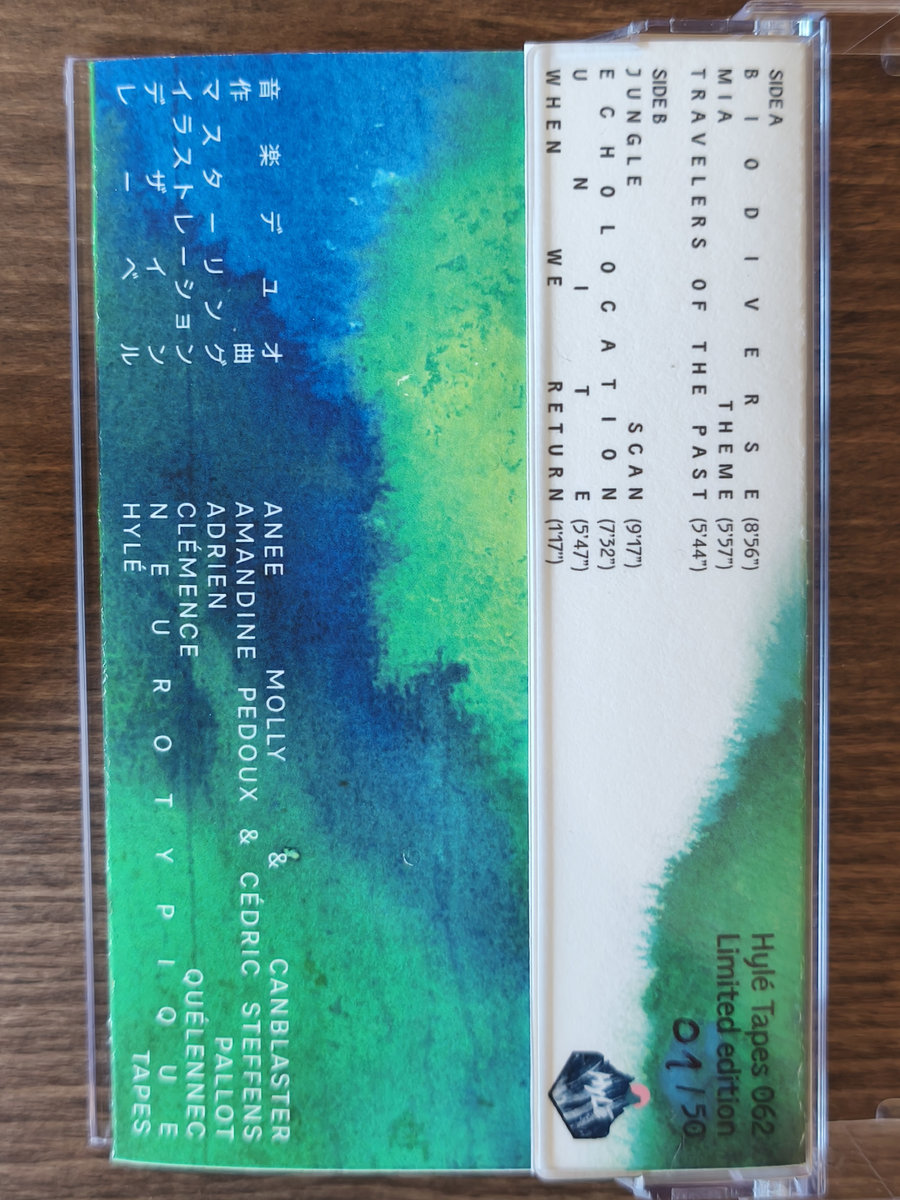 SIDE A
BIODIVERSE (8'56")
MIA THEME (5'57")
TRAVELERS OF THE PAST (5'44")
SIDE B
JUNGLE SCAN (9'17")
ECHOLOCATION (7'32")
UNITE (5'47")
WHEN WE RETURN (1'17")
Hylé Tapes 062
Limited edition
01/50
音楽デュオ ANEE MOLLY & CANBLASTER
作曲 AMANDINE PEDOUX & CÉDRIC STEFFENS
マスターリング ADRIEN PALLOT
イラストレーション CLÉMENCE QUÉLENNEC
デザイン NEUROTYPIQUE
レーベル HYLÉ TAPES